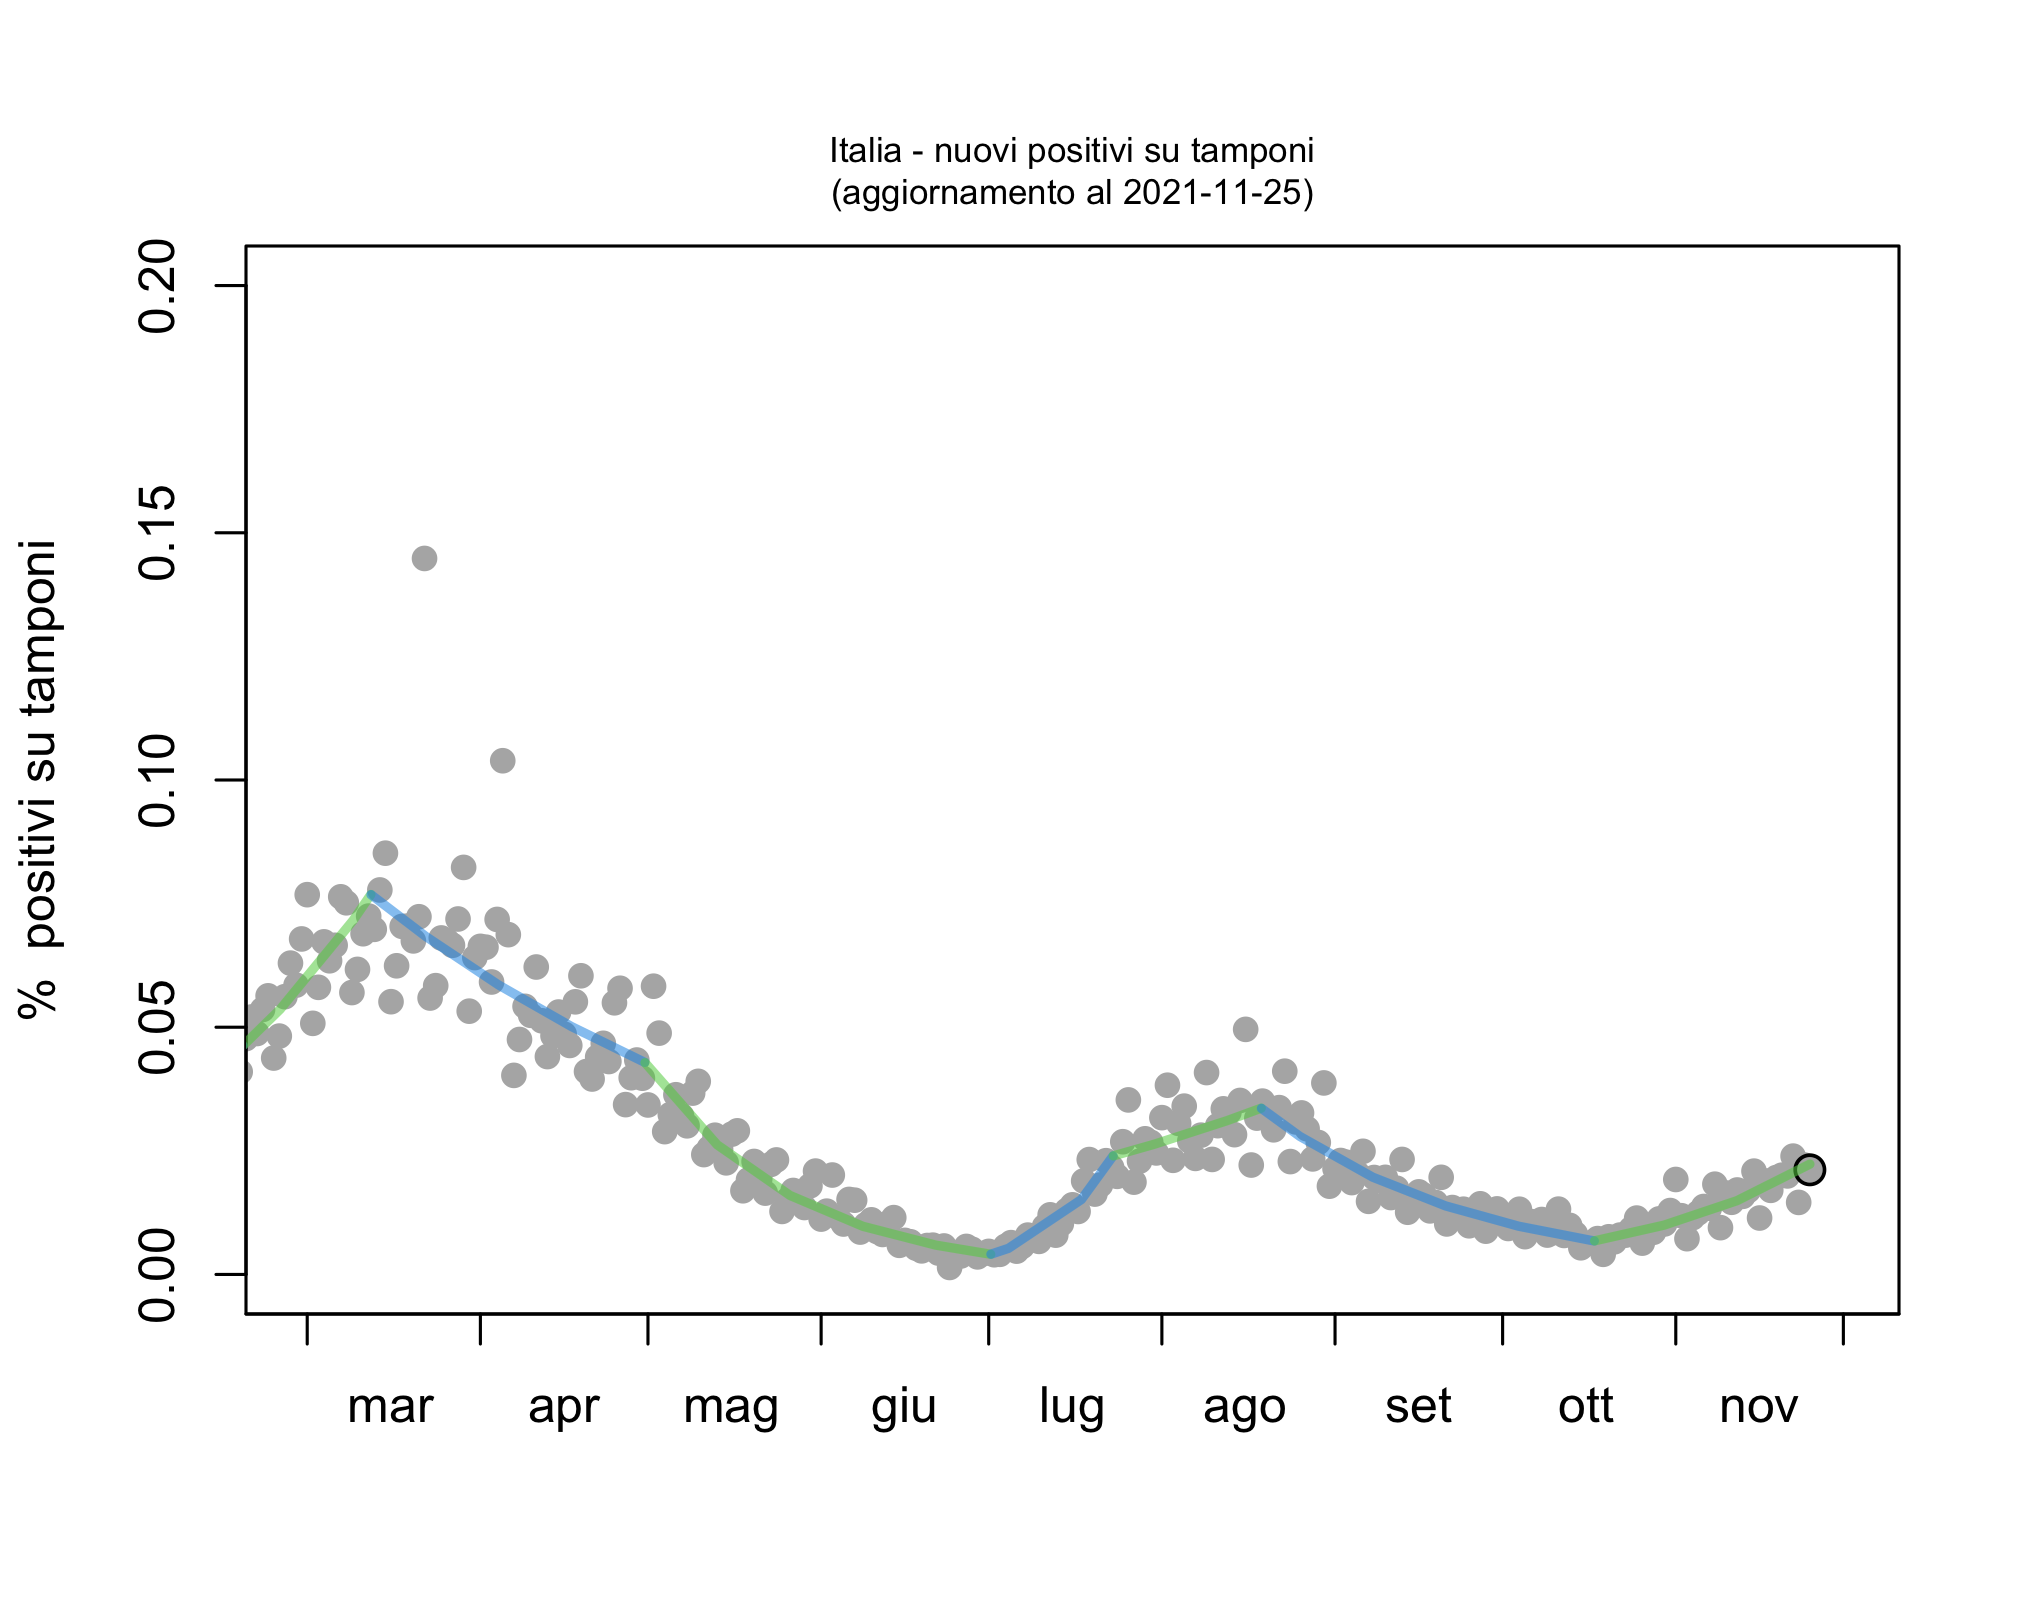 Italia - nuovi positivi su tamponi
(aggiornamento al 2021-11-25)
% positivi su tamponi
0.20
0.15
0.10
0.05
0.00
mar apr mag giu lug ago set ott nov